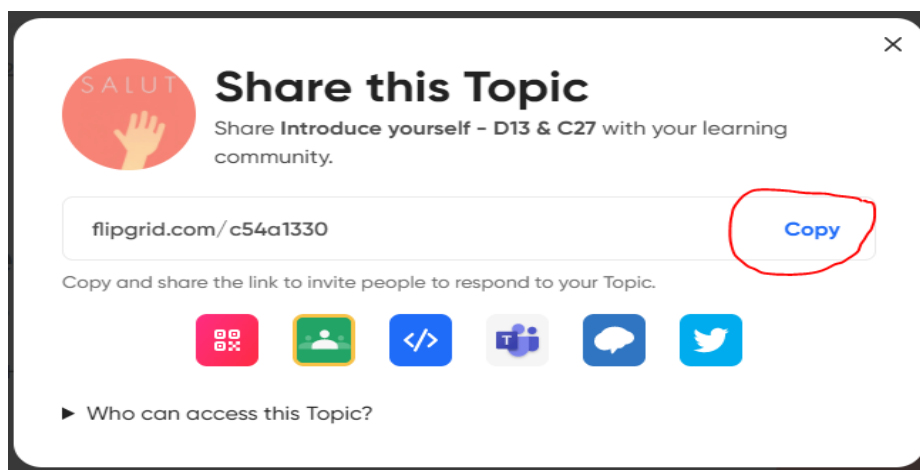 SALUT
Share this Topic
Share Introduce yourself - D13 & C27 with your learning
community.
flipgrid.com/c54a1330
Copy
Copy and share the link to invite people to respond to your Topic.
T
Who can access this Topic?